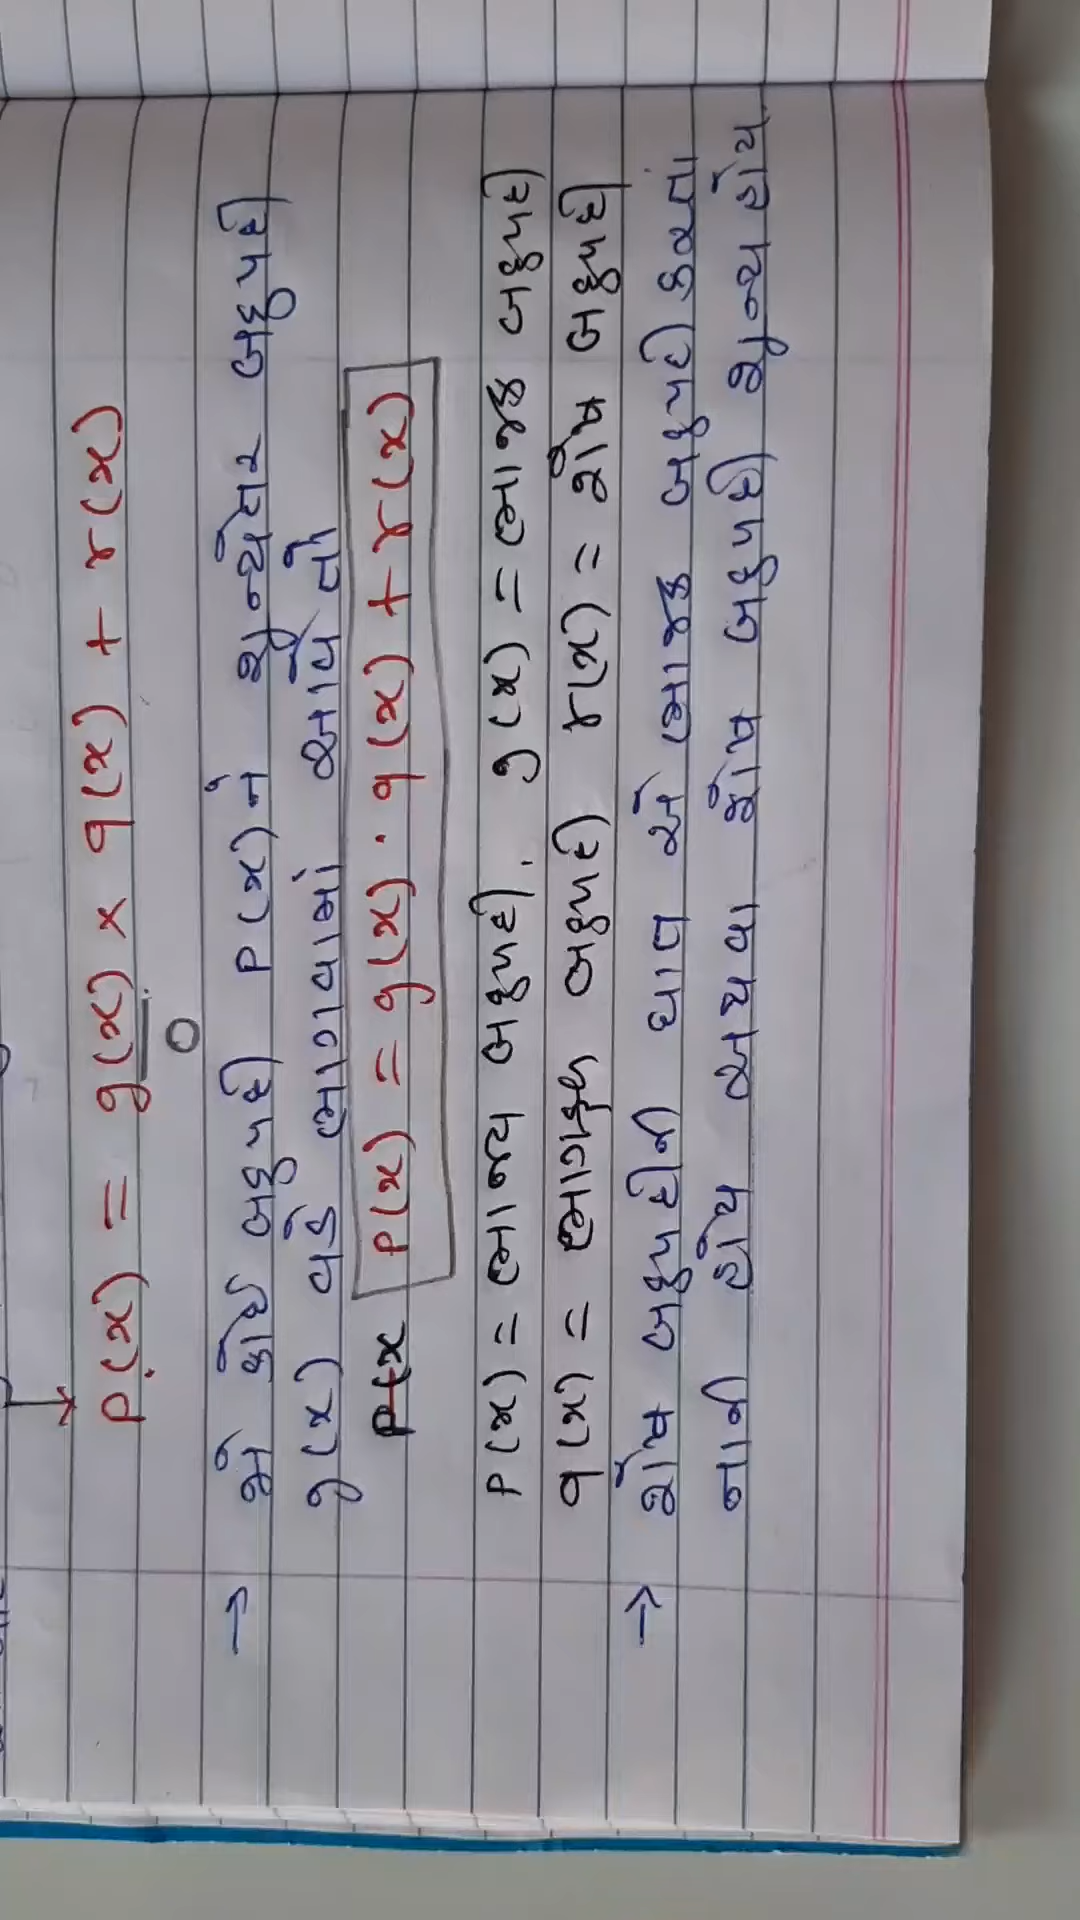 P(x) = g(x) × q(x) + r(x)
0
→ જો કોઈ બહુપદી P(x) ને શૂન્યેતર બહુપદી
g(x) વડે ભાગવામાં આવે તો
P(x P(x) = g(x) · q(x) + r(x)
P(x) = ભાજ્ય બહુપદી. g(x) = ભાજક બહુપદી
q(x) = ભાગફળ બહુપદી r(x) = શેષ બહુપદી
→ શેષ બહુપદીની ઘાત એ ભાજક બહુપદી કરતા
નાની હોય અથવા શેષ બહુપદી શૂન્ય હોય.